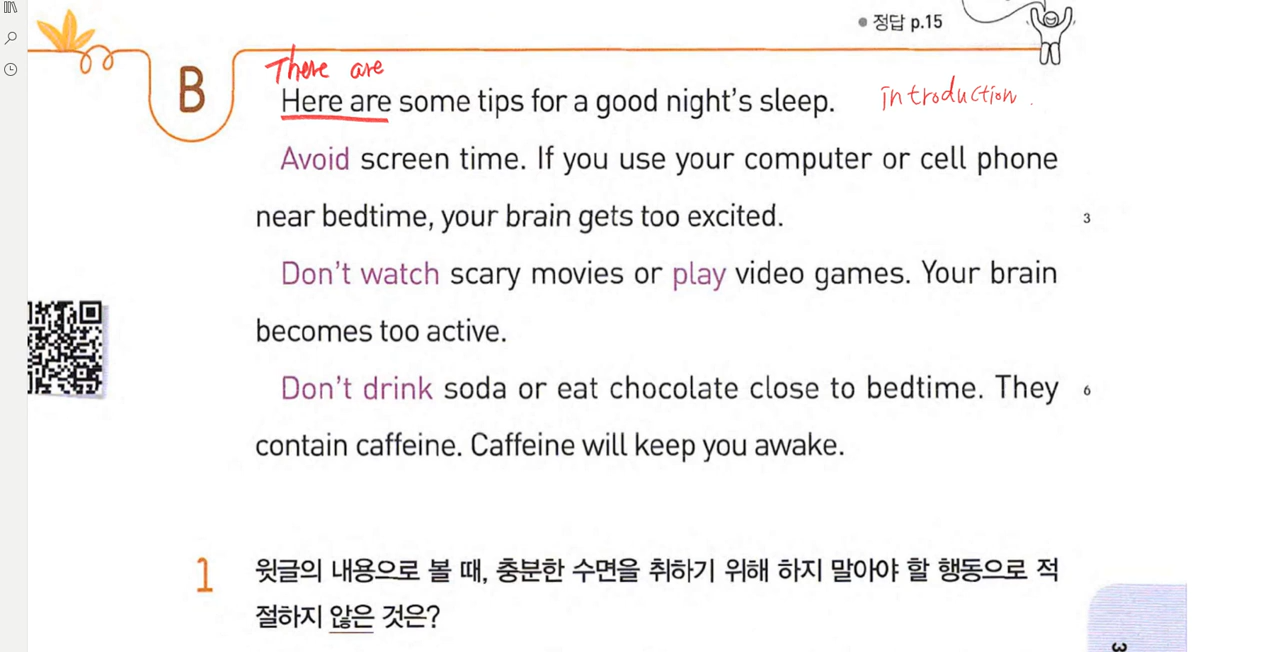 ● 정답 p.15
There are
B
Here are some tips for a good night's sleep.
introduction.
Avoid screen time. If you use your computer or cell phone
near bedtime, your brain gets too excited.
3
Don't watch scary movies or play video games. Your brain
becomes too active.
Don't drink soda or eat chocolate close to bedtime. They
6
contain caffeine. Caffeine will keep you awake.
1 윗글의 내용으로 볼 때, 충분한 수면을 취하기 위해 하지 말아야 할 행동으로 적
절하지 않은 것은?
3